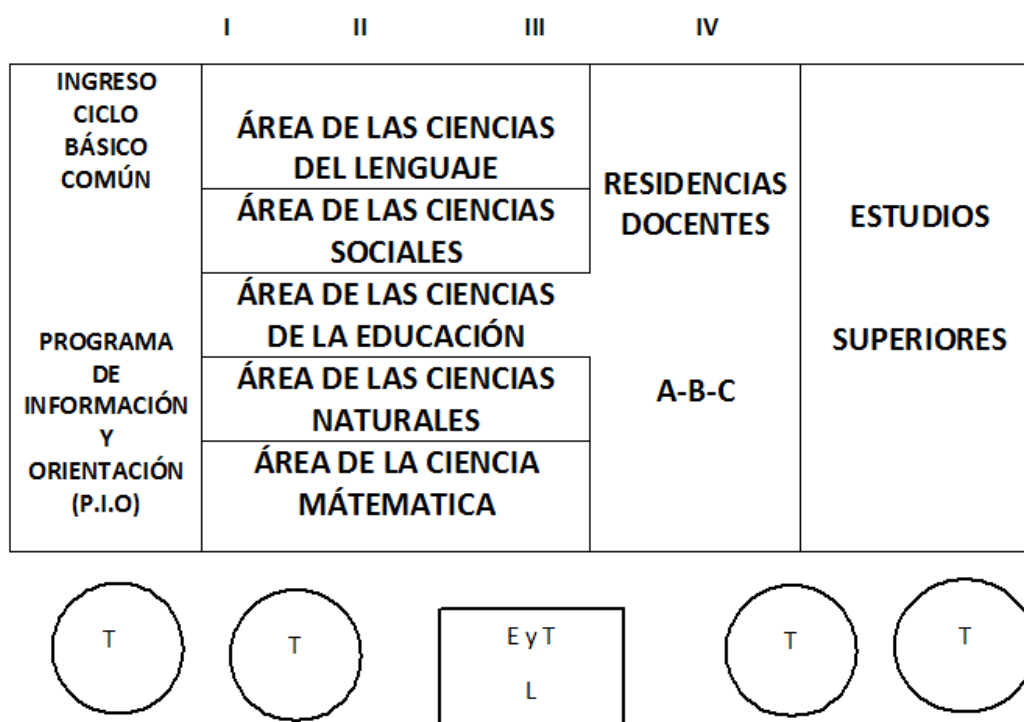 I II III IV
INGRESO
CICLO
BÁSICO
COMÚN
PROGRAMA
DE
INFORMACIÓN
Y
ORIENTACIÓN
(P.I.O)
ÁREA DE LAS CIENCIAS
DEL LENGUAJE
ÁREA DE LAS CIENCIAS
SOCIALES
ÁREA DE LAS CIENCIAS
DE LA EDUCACIÓN
ÁREA DE LAS CIENCIAS
NATURALES
ÁREA DE LA CIENCIA
MÁTEMATICA
RESIDENCIAS
DOCENTES
A-B-C
ESTUDIOS
SUPERIORES
T
T
E y T
L
T
T